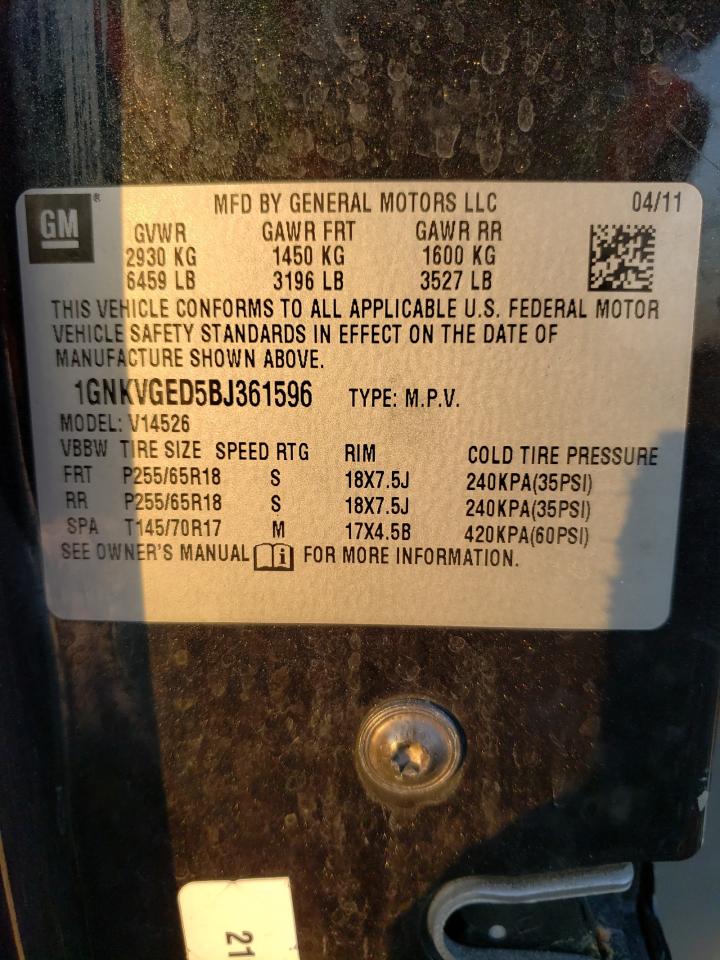 GM ®
MFD BY GENERAL MOTORS LLC 04/11
GVWR GAWR FRT GAWR RR
2930 KG 1450 KG 1600 KG
6459 LB 3196 LB 3527 LB
THIS VEHICLE CONFORMS TO ALL APPLICABLE U.S. FEDERAL MOTOR
VEHICLE SAFETY STANDARDS IN EFFECT ON THE DATE OF
MANUFACTURE SHOWN ABOVE.
1GNKVGED5BJ361596 TYPE: M.P.V.
MODEL: V14526
VBBW TIRE SIZE SPEED RTG RIM COLD TIRE PRESSURE
FRT P255/65R18 S 18X7.5J 240KPA(35PSI)
RR P255/65R18 S 18X7.5J 240KPA(35PSI)
SPA T145/70R17 M 17X4.5B 420KPA(60PSI)
SEE OWNER'S MANUAL i FOR MORE INFORMATION.
21